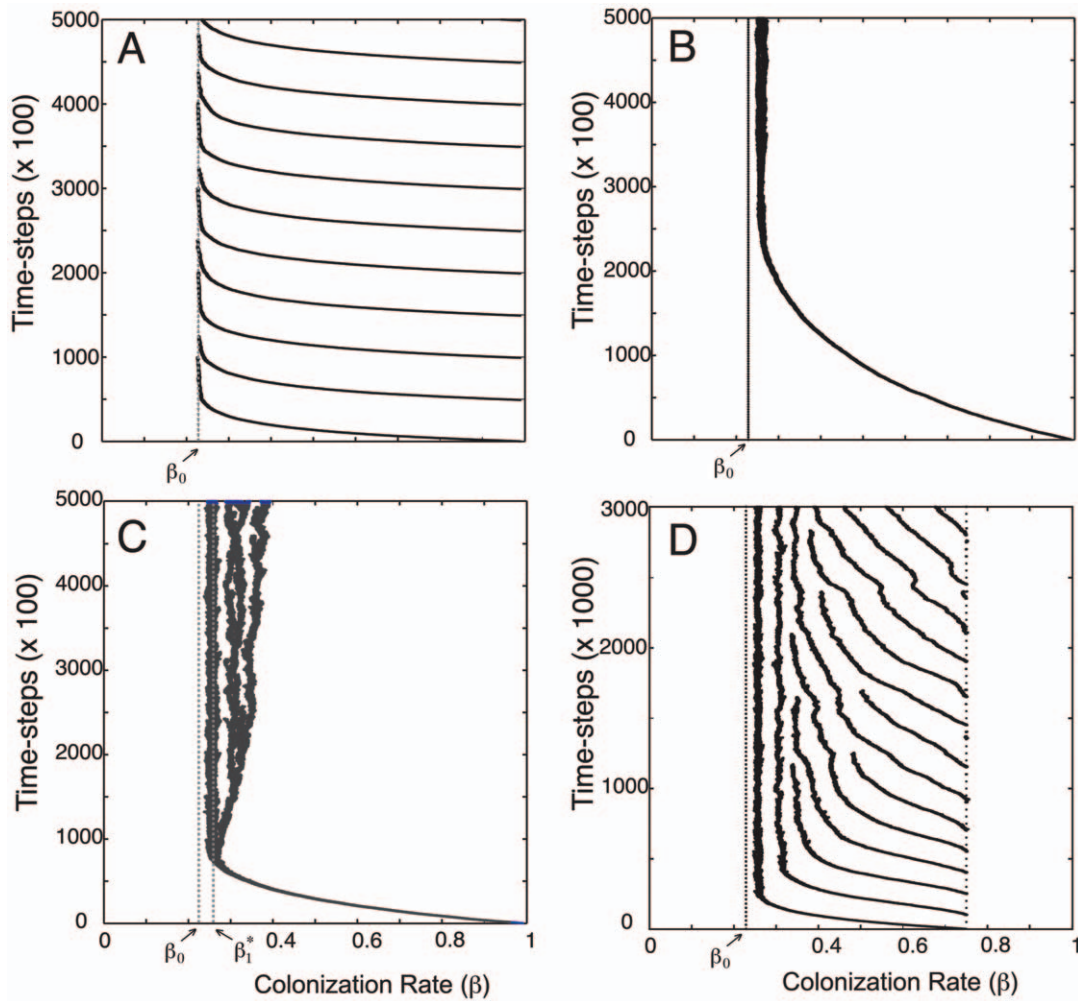 A
Time-steps (x 100)
5000
4000
3000
2000
1000
0
β₀
B
Time-steps (x 100)
5000
4000
3000
2000
1000
0
β₀
C
Time-steps (x 100)
5000
4000
3000
2000
1000
0
0 0.4 0.6 0.8 1
β₀ β₁*
Colonization Rate (β)
D
Time-steps (x 1000)
3000
2000
1000
0
0 0.4 0.6 0.8 1
β₀
Colonization Rate (β)